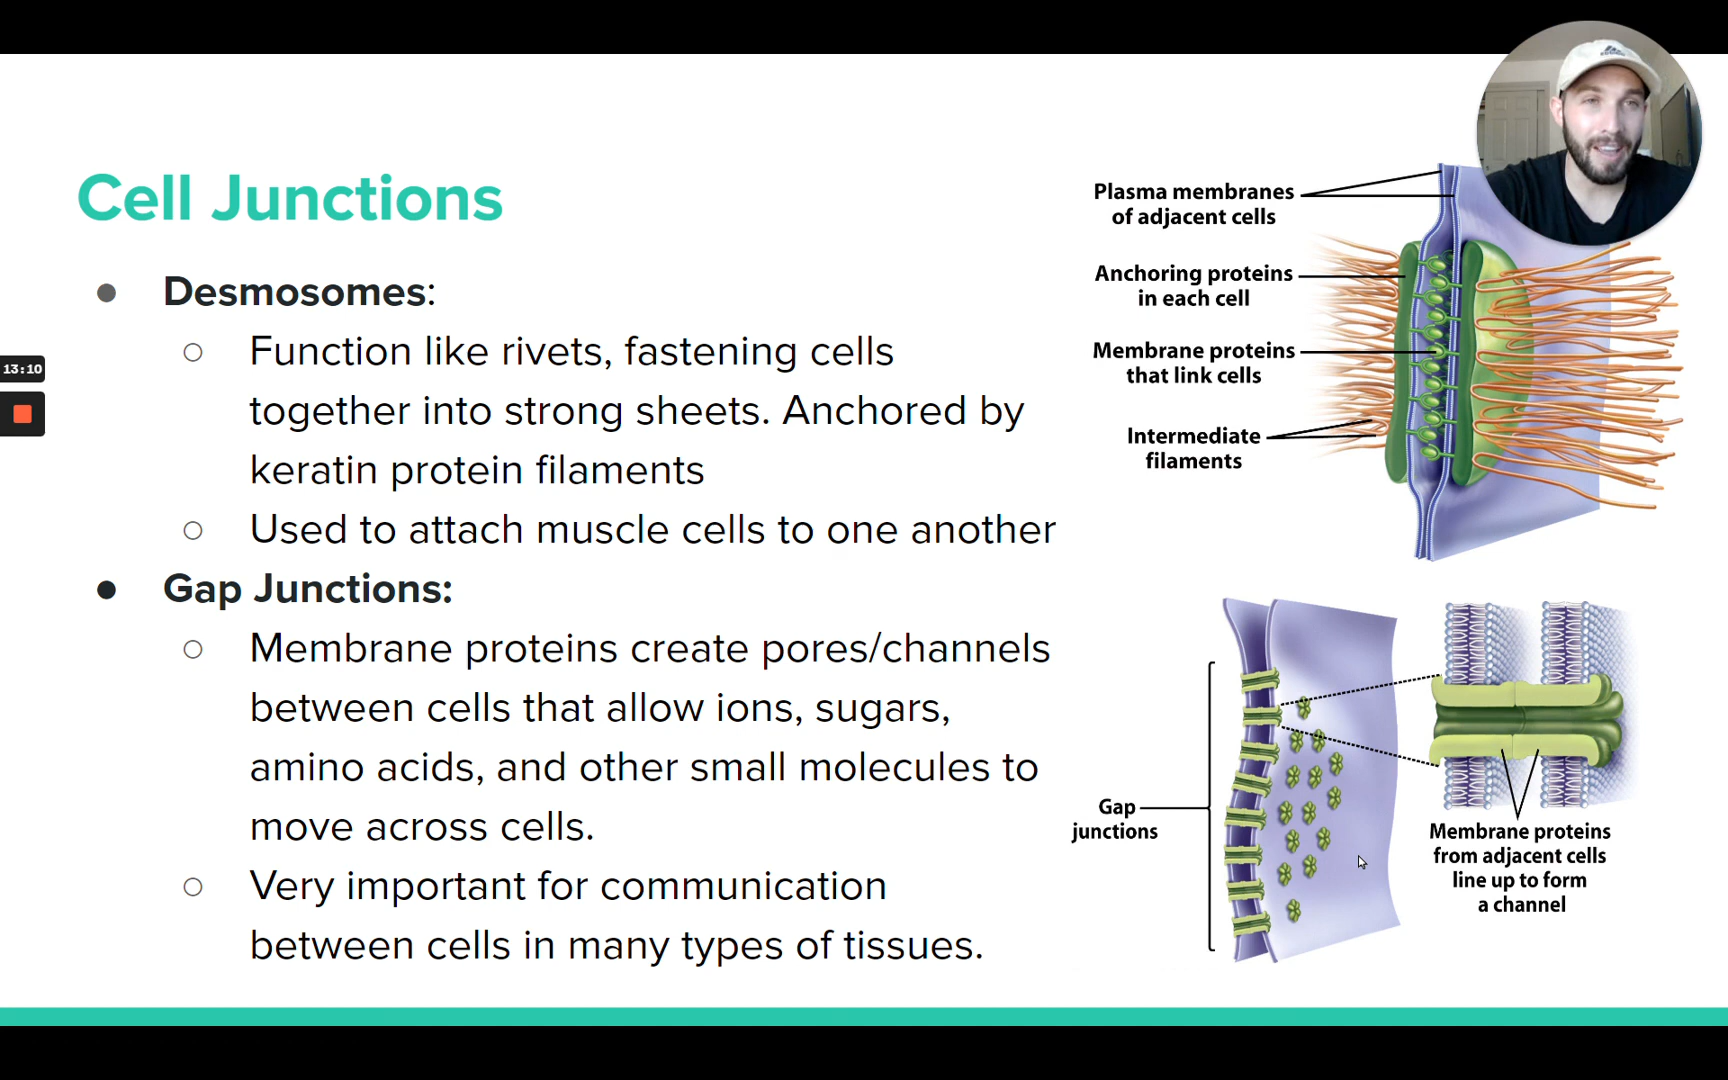 Cell Junctions
● Desmosomes:
○ Function like rivets, fastening cells
together into strong sheets. Anchored by
keratin protein filaments
○ Used to attach muscle cells to one another
● Gap Junctions:
○ Membrane proteins create pores/channels
between cells that allow ions, sugars,
amino acids, and other small molecules to
move across cells.
○ Very important for communication
between cells in many types of tissues.
13:10
Plasma membranes
of adjacent cells
Anchoring proteins
in each cell
Membrane proteins
that link cells
Intermediate
filaments
Gap
junctions
Membrane proteins
from adjacent cells
line up to form
a channel